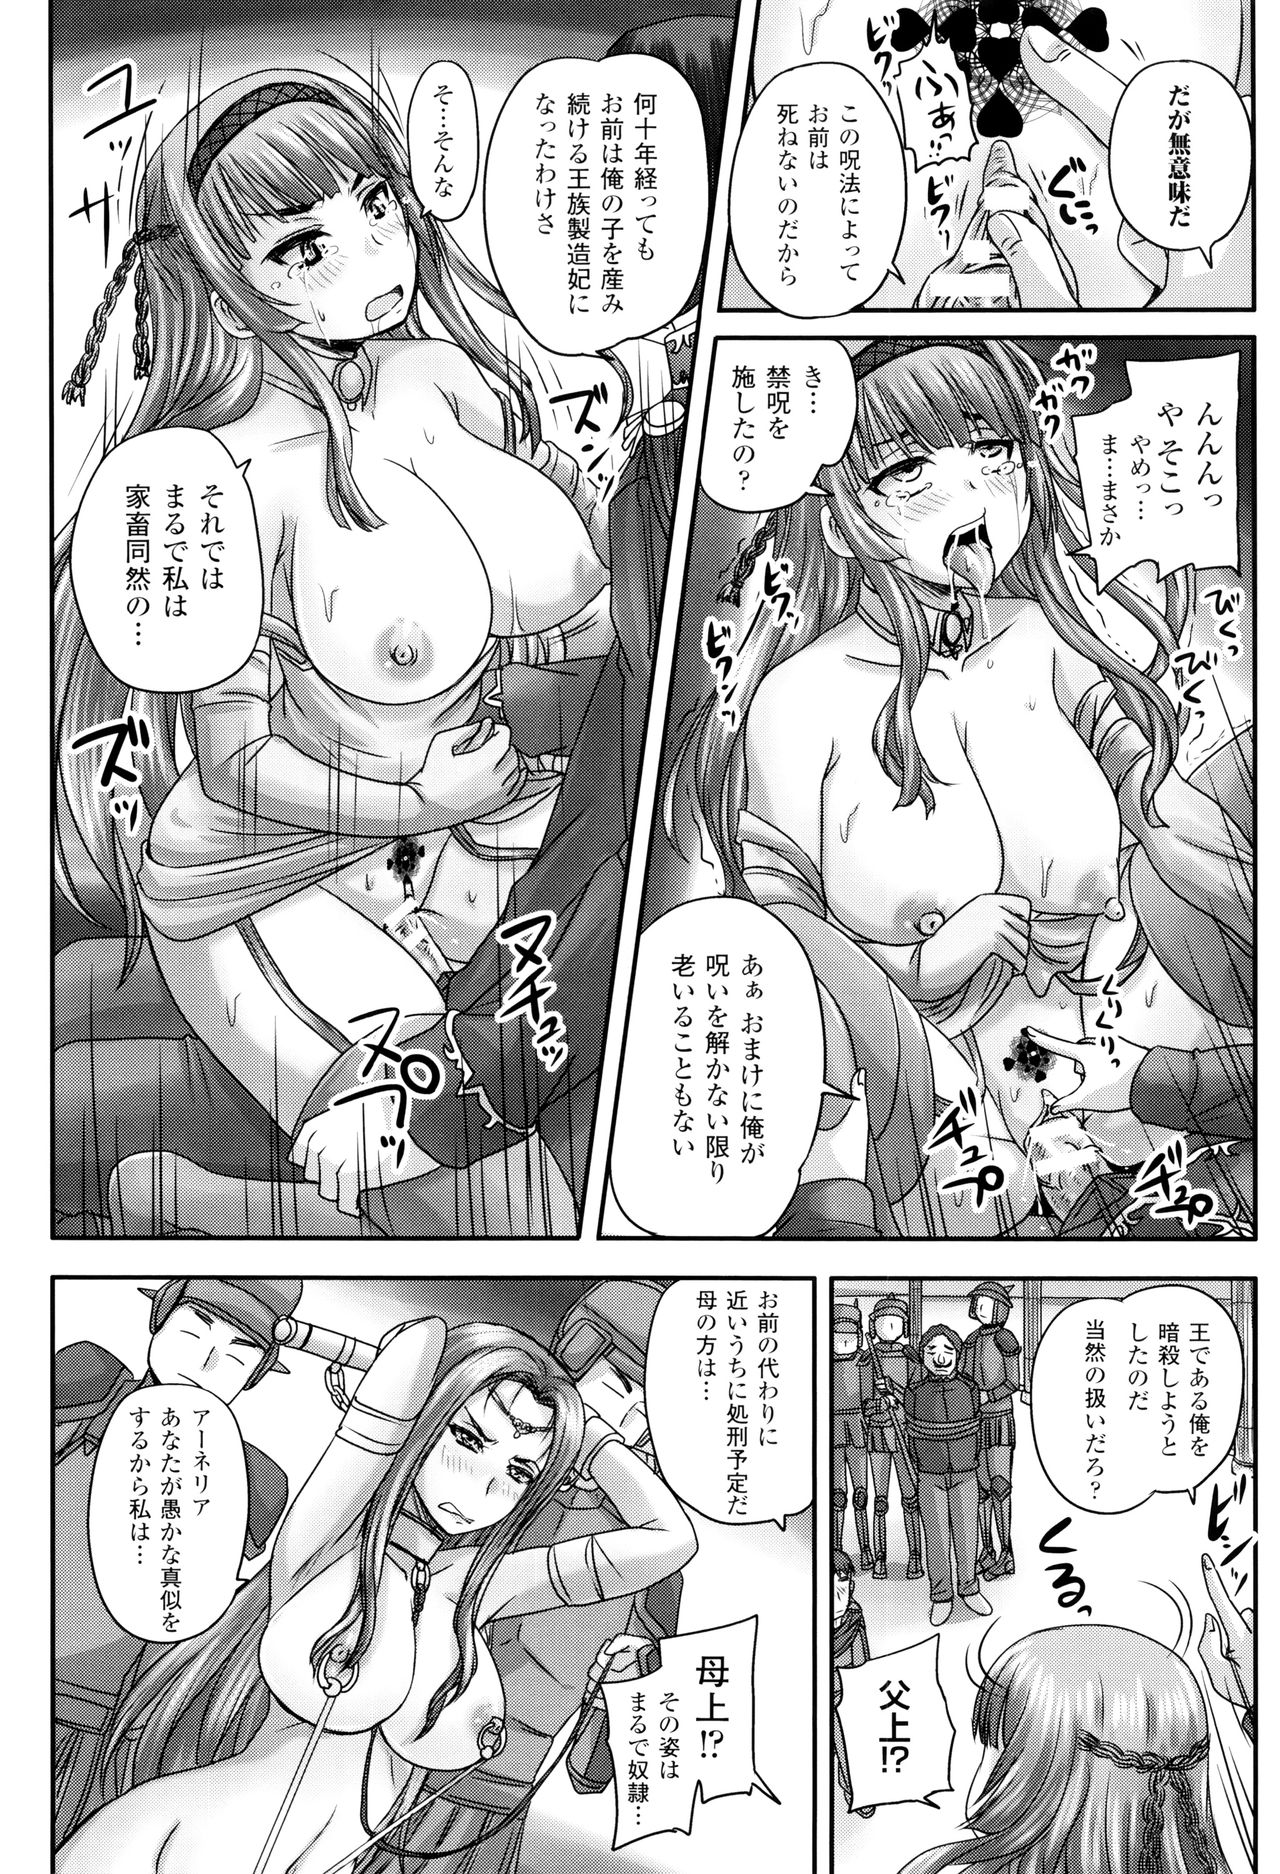 だが無意味だ
この呪法によって
お前は
死ねないのだから
ふぁっ
ビクッ
ビクッ
ぐにっ
んんんっ
や そこっ
やめっ…
ま…まさか
き…
禁呪を
施したの?
ガクッ
ガクガクッ
びくっ
びくっ
ビクンッ
ビクンッ
くりくり
ヂュプ
ヂュプ
あぁ おまけに俺が
呪いを解かない限り
老いることもない
何十年経っても
お前は俺の子を産み
続ける王族製造妃に
なったわけさ
そ…そんな
それでは
まるで私は
家畜同然の…
ユサッ
ズンッ
ズズッ
ヌチュッ
ヌプッ
王である俺を
暗殺しようと
したのだ
当然の扱いだろ?
くるっ
父上!?
お前の代わりに
近いうちに処刑予定だ
母の方は…
母上!?
その姿は
まるで奴隷…
アーネリア
あなたが愚かな真似を
するから私は…